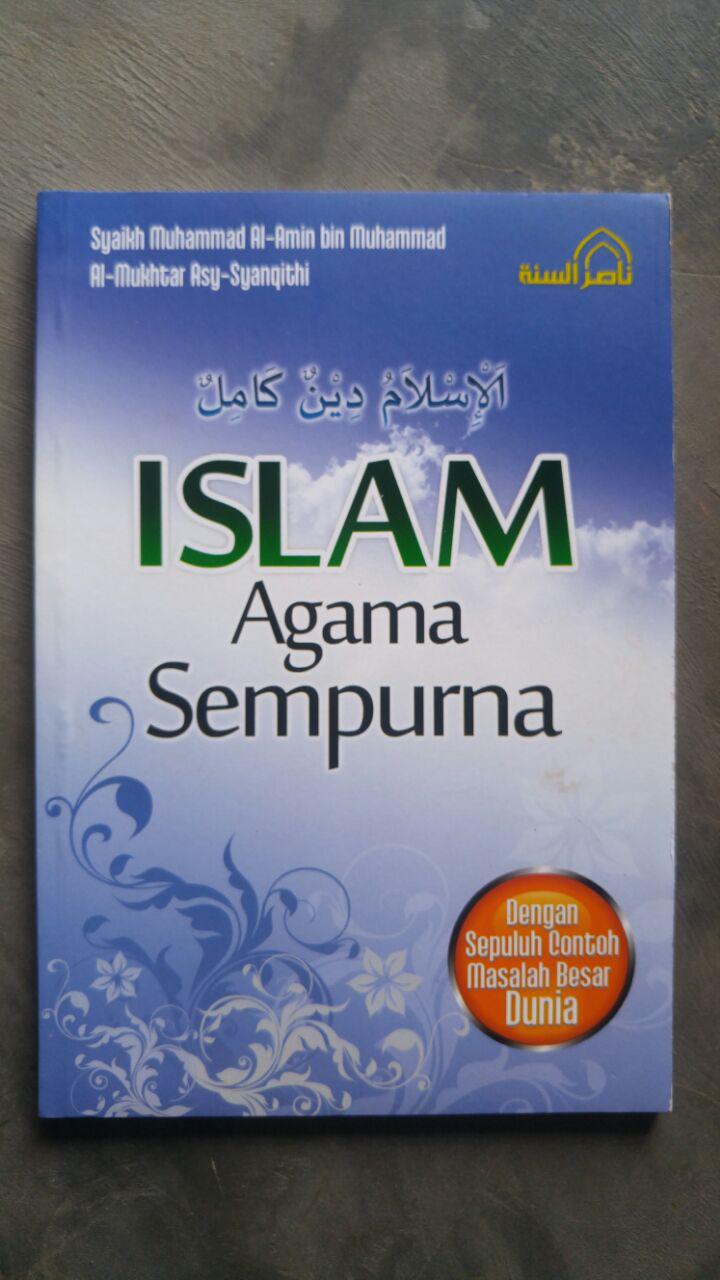 Syaikh Muhammad Al-Amin bin Muhammad
Al-Mukhtar Asy-Syanqithi
ناصر السنة
اَلْإِسْلاَمُ دِيْنٌ كَامِلٌ
ISLAM
Agama
Sempurna
Dengan
Sepuluh Contoh
Masalah Besar
Dunia